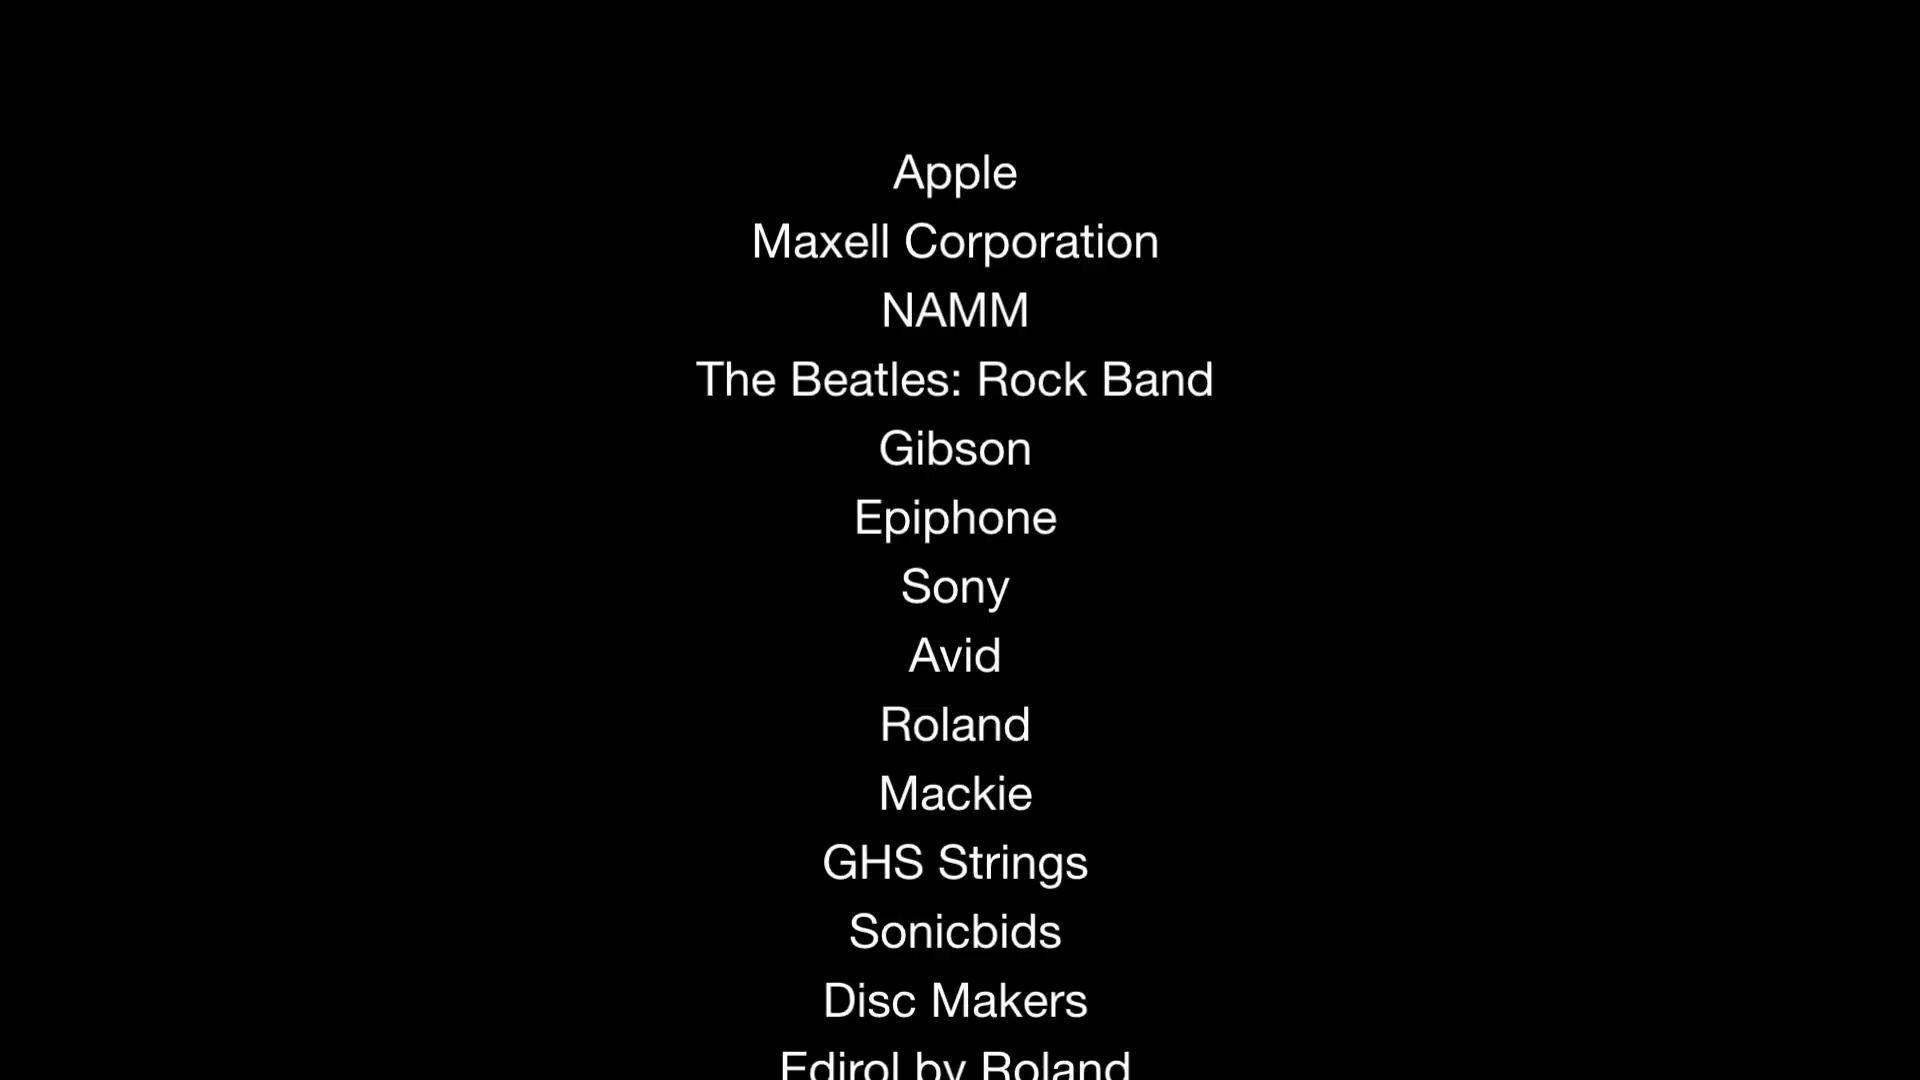 Apple
Maxell Corporation
NAMM
The Beatles: Rock Band
Gibson
Epiphone
Sony
Avid
Roland
Mackie
GHS Strings
Sonicbids
Disc Makers
Edirol by Roland